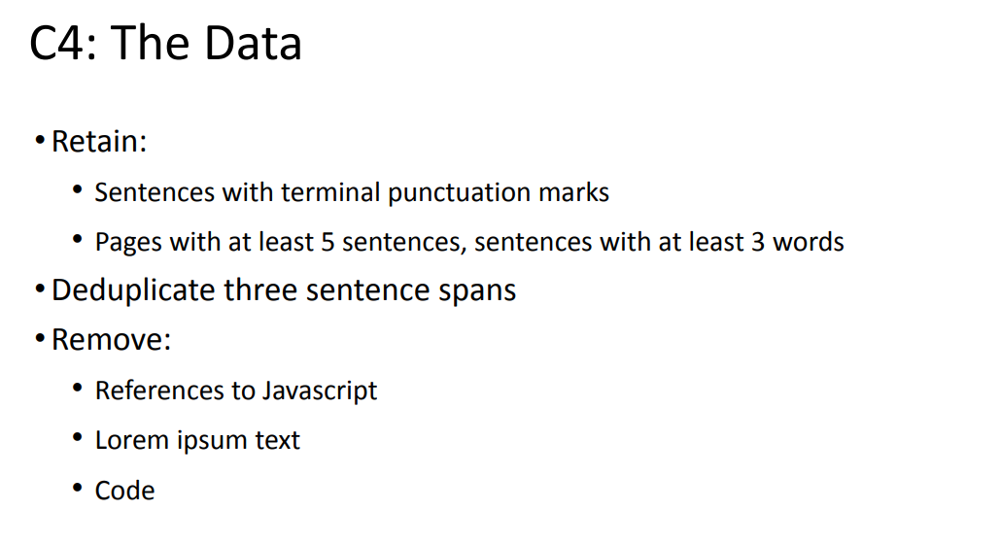 C4: The Data
• Retain:
• Sentences with terminal punctuation marks
• Pages with at least 5 sentences, sentences with at least 3 words
• Deduplicate three sentence spans
• Remove:
• References to Javascript
• Lorem ipsum text
• Code